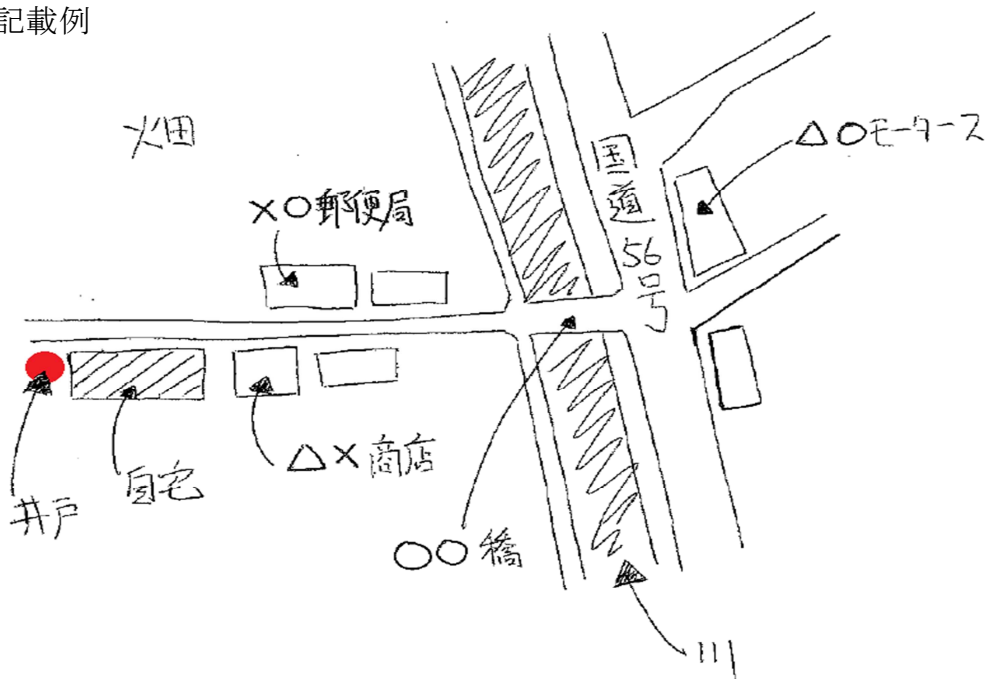 記載例
畑
△○モータース
国道56号
×○郵便局
△×商店
自宅
井戸
○○橋
川